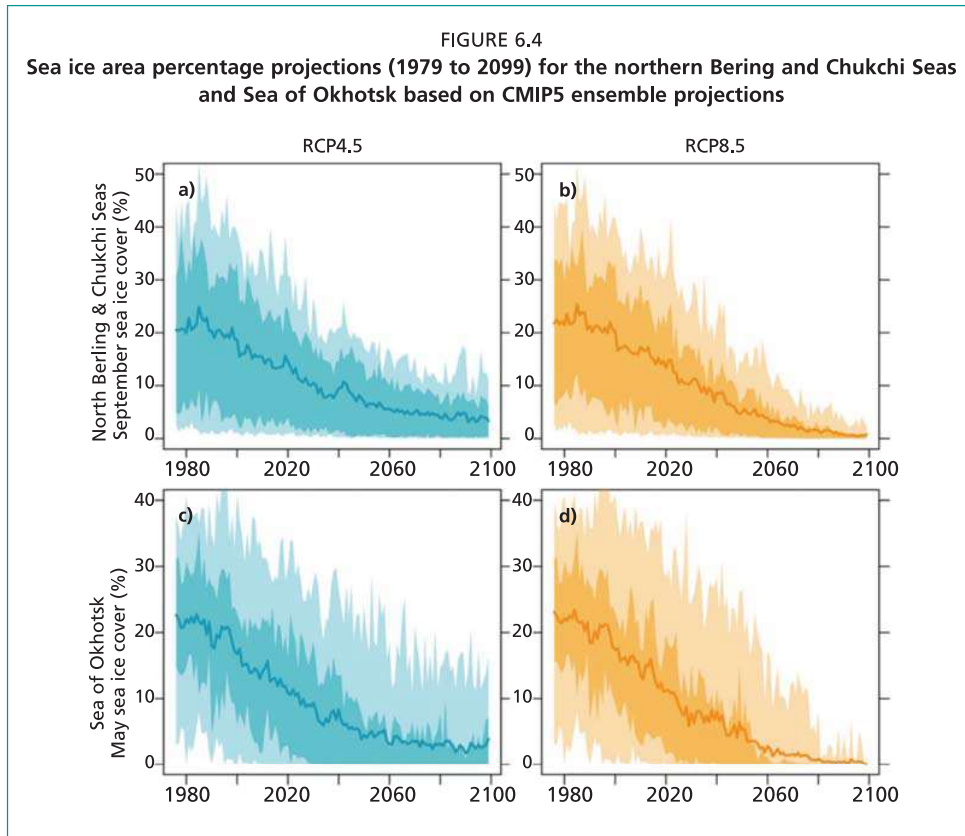 FIGURE 6.4
Sea ice area percentage projections (1979 to 2099) for the northern Bering and Chukchi Seas
and Sea of Okhotsk based on CMIP5 ensemble projections
RCP4.5
RCP8.5
North Berling & Chukchi Seas
September sea ice cover (%)
a)
50
40
30
20
10
0
1980
2020
2060
2100
b)
50
40
30
20
10
0
1980
2020
2060
2100
Sea of Okhotsk
May sea ice cover (%)
c)
40
30
20
10
0
1980
2020
2060
2100
d)
40
30
20
10
0
1980
2020
2060
2100